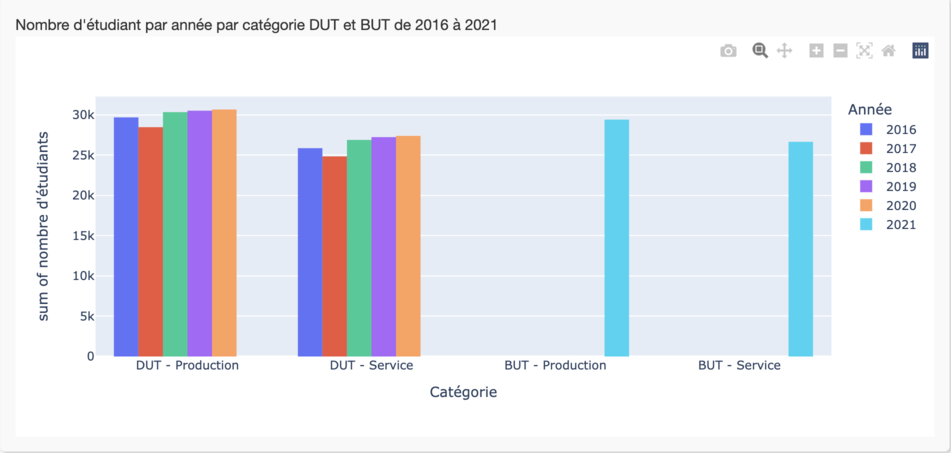 Nombre d'étudiant par année par catégorie DUT et BUT de 2016 à 2021
sum of nombre d'étudiants
30k
25k
20k
15k
10k
5k
0
DUT - Production
DUT - Service
BUT - Production
BUT - Service
Catégorie
Année
2016
2017
2018
2019
2020
2021